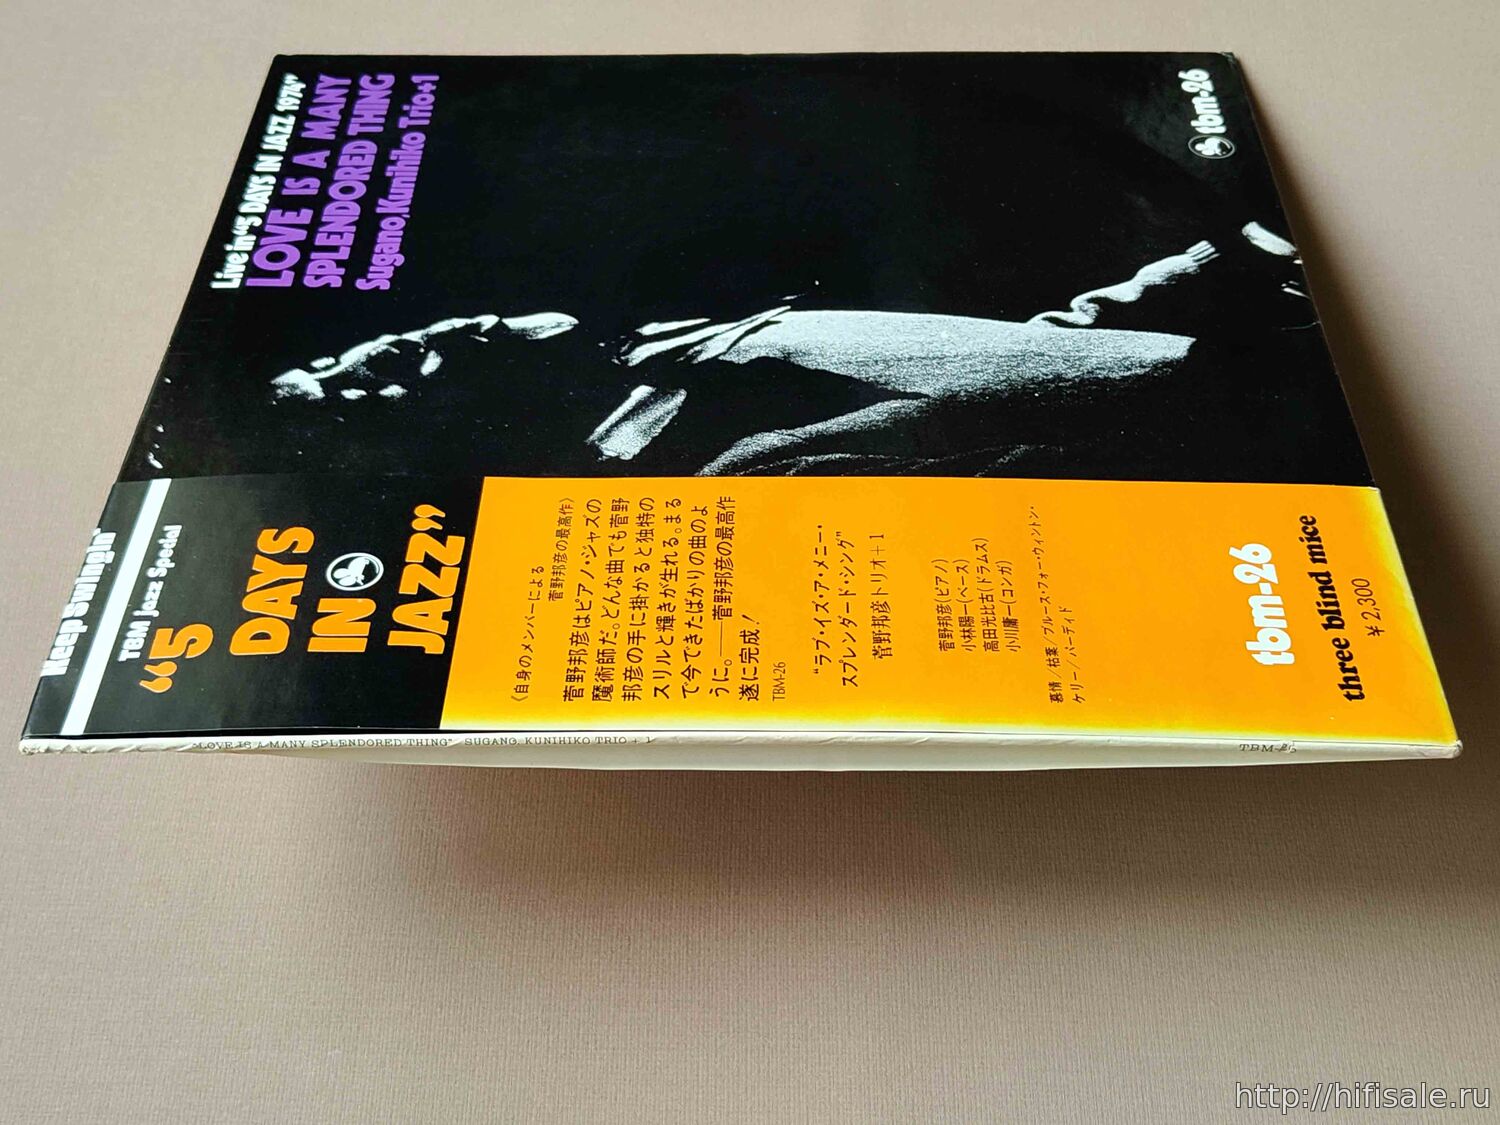 Live in "5 DAYS IN JAZZ 1974"
LOVE IS A MANY
SPLENDORED THING
Sugano, Kunihiko Trio+1
tbm-26
Keep Swingin'
TBM Jazz Special
"5
DAYS
IN
JAZZ"
〈自身のメンバーによる
菅野邦彦の最高作〉
菅野邦彦はピアノ・ジャズの
魔術師だ。どんな曲でも菅野
邦彦の手に掛かると独特の
スリルと輝きが生れる。まる
で今できたばかりの曲のよ
うに。——菅野邦彦の最高作
遂に完成！
TBM-26
"ラブ・イズ・ア・メニー・
スプレンダード・シング"
菅野邦彦トリオ＋1
菅野邦彦(ピアノ)
小林陽一(ベース)
高田光比古(ドラムス)
小川庸一(コンガ)
慕情／枯葉／ブルース・フォー・ウィントン・
ケリー／パーディド
tbm-26
three blind mice
¥2,300
"LOVE IS A MANY SPLENDORED THING" SUGANO, KUNIHIKO TRIO + 1
TBM-26
http://hifisale.ru